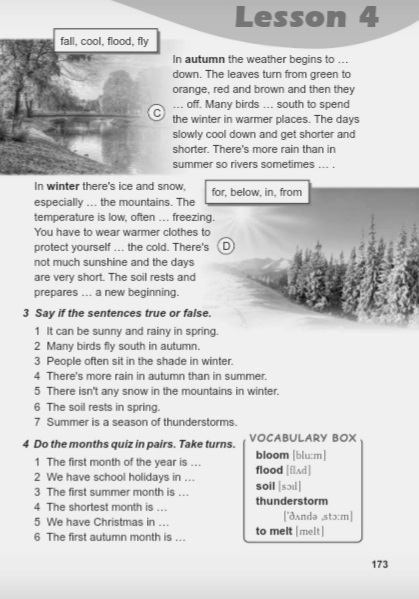 Lesson 4
fall, cool, flood, fly
In autumn the weather begins to …
down. The leaves turn from green to
orange, red and brown and then they
… off. Many birds … south to spend
the winter in warmer places. The days
slowly cool down and get shorter and
shorter. There's more rain than in
summer so rivers sometimes … .
C
In winter there's ice and snow,
especially … the mountains. The
temperature is low, often … freezing.
You have to wear warmer clothes to
protect yourself … the cold. There's
not much sunshine and the days
are very short. The soil rests and
prepares … a new beginning.
for, below, in, from
D
3 Say if the sentences true or false.
1 It can be sunny and rainy in spring.
2 Many birds fly south in autumn.
3 People often sit in the shade in winter.
4 There's more rain in autumn than in summer.
5 There isn't any snow in the mountains in winter.
6 The soil rests in spring.
7 Summer is a season of thunderstorms.
4 Do the months quiz in pairs. Take turns.
1 The first month of the year is …
2 We have school holidays in …
3 The first summer month is …
4 The shortest month is …
5 We have Christmas in …
6 The first autumn month is …
VOCABULARY BOX
bloom [bluːm]
flood [flʌd]
soil [sɔɪl]
thunderstorm
['ðʌndə ˌstɔːm]
to melt [melt]
173